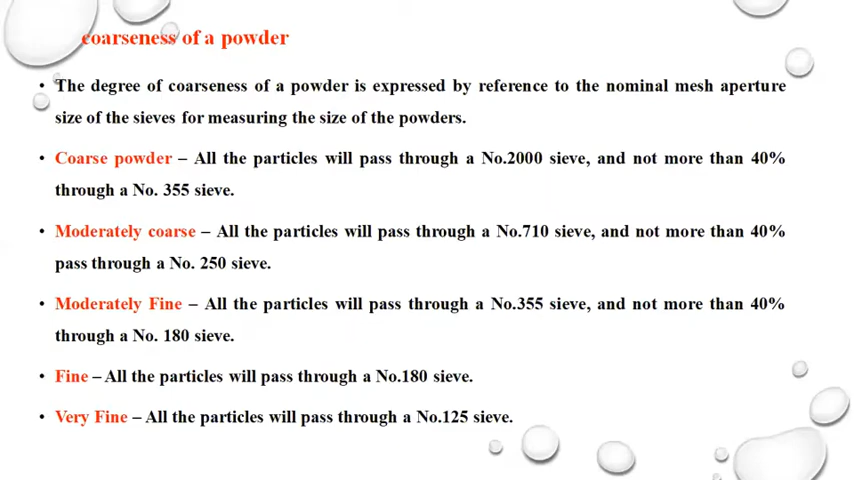 coarseness of a powder
• The degree of coarseness of a powder is expressed by reference to the nominal mesh aperture
size of the sieves for measuring the size of the powders.
• Coarse powder – All the particles will pass through a No.2000 sieve, and not more than 40%
through a No. 355 sieve.
• Moderately coarse – All the particles will pass through a No.710 sieve, and not more than 40%
pass through a No. 250 sieve.
• Moderately Fine – All the particles will pass through a No.355 sieve, and not more than 40%
through a No. 180 sieve.
• Fine – All the particles will pass through a No.180 sieve.
• Very Fine – All the particles will pass through a No.125 sieve.